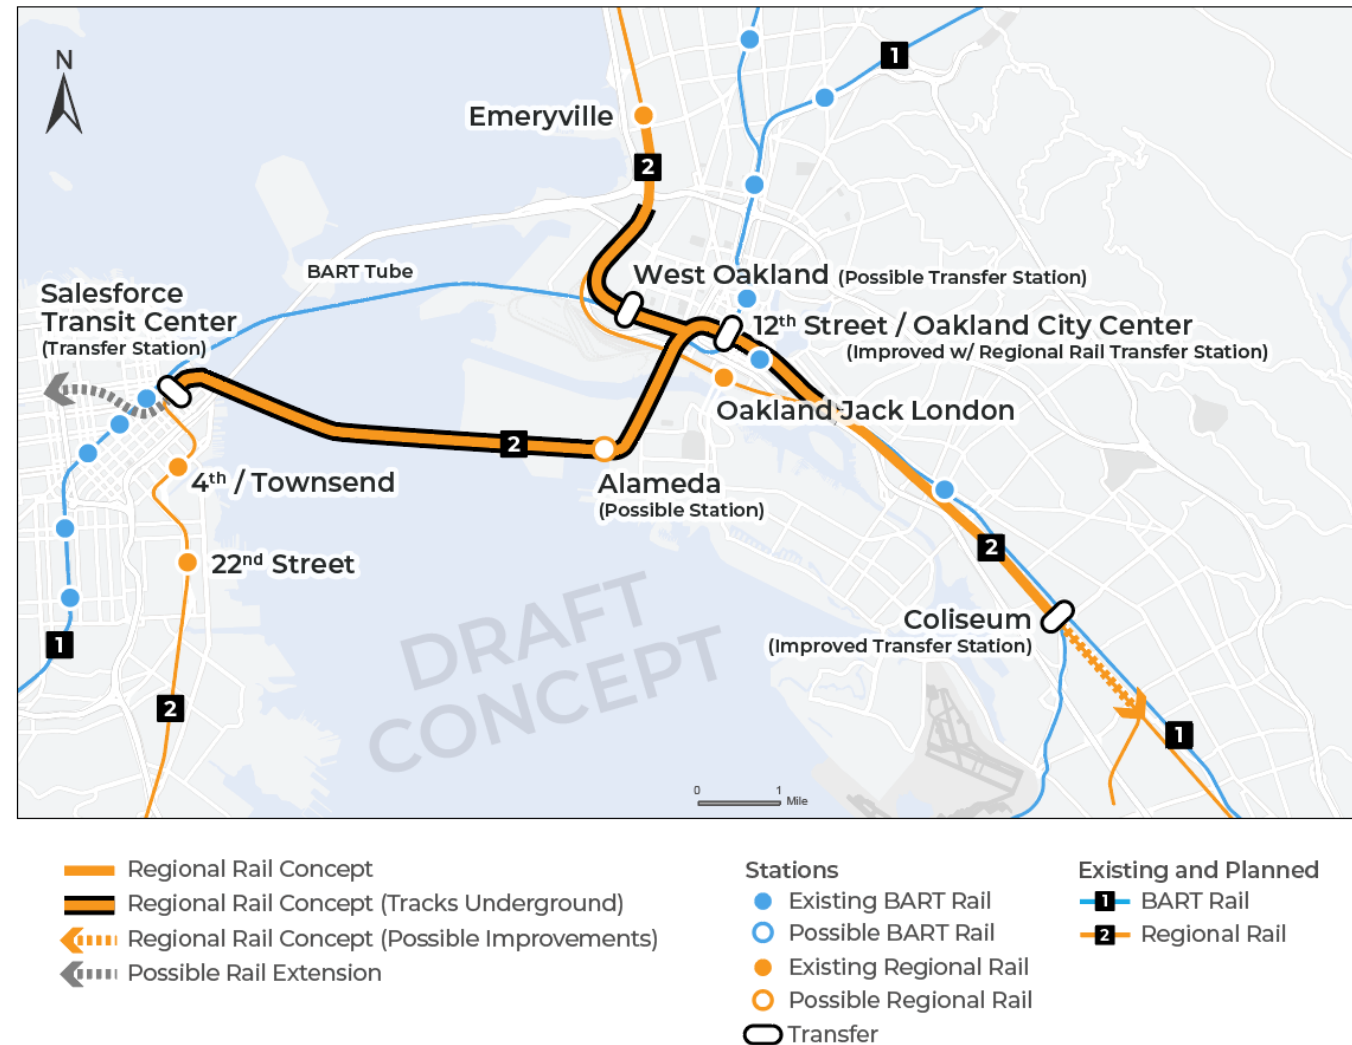 N
1
Emeryville
2
West Oakland (Possible Transfer Station)
BART Tube
Salesforce
Transit Center
(Transfer Station)
12th Street / Oakland City Center
(Improved w/ Regional Rail Transfer Station)
Oakland Jack London
2
4th / Townsend
Alameda
(Possible Station)
22nd Street
2
DRAFT
CONCEPT
Coliseum
(Improved Transfer Station)
1
2
1
0 1
Mile
Regional Rail Concept
Regional Rail Concept (Tracks Underground)
Regional Rail Concept (Possible Improvements)
Possible Rail Extension
Stations
Existing BART Rail
Possible BART Rail
Existing Regional Rail
Possible Regional Rail
Transfer
Existing and Planned
1 BART Rail
2 Regional Rail